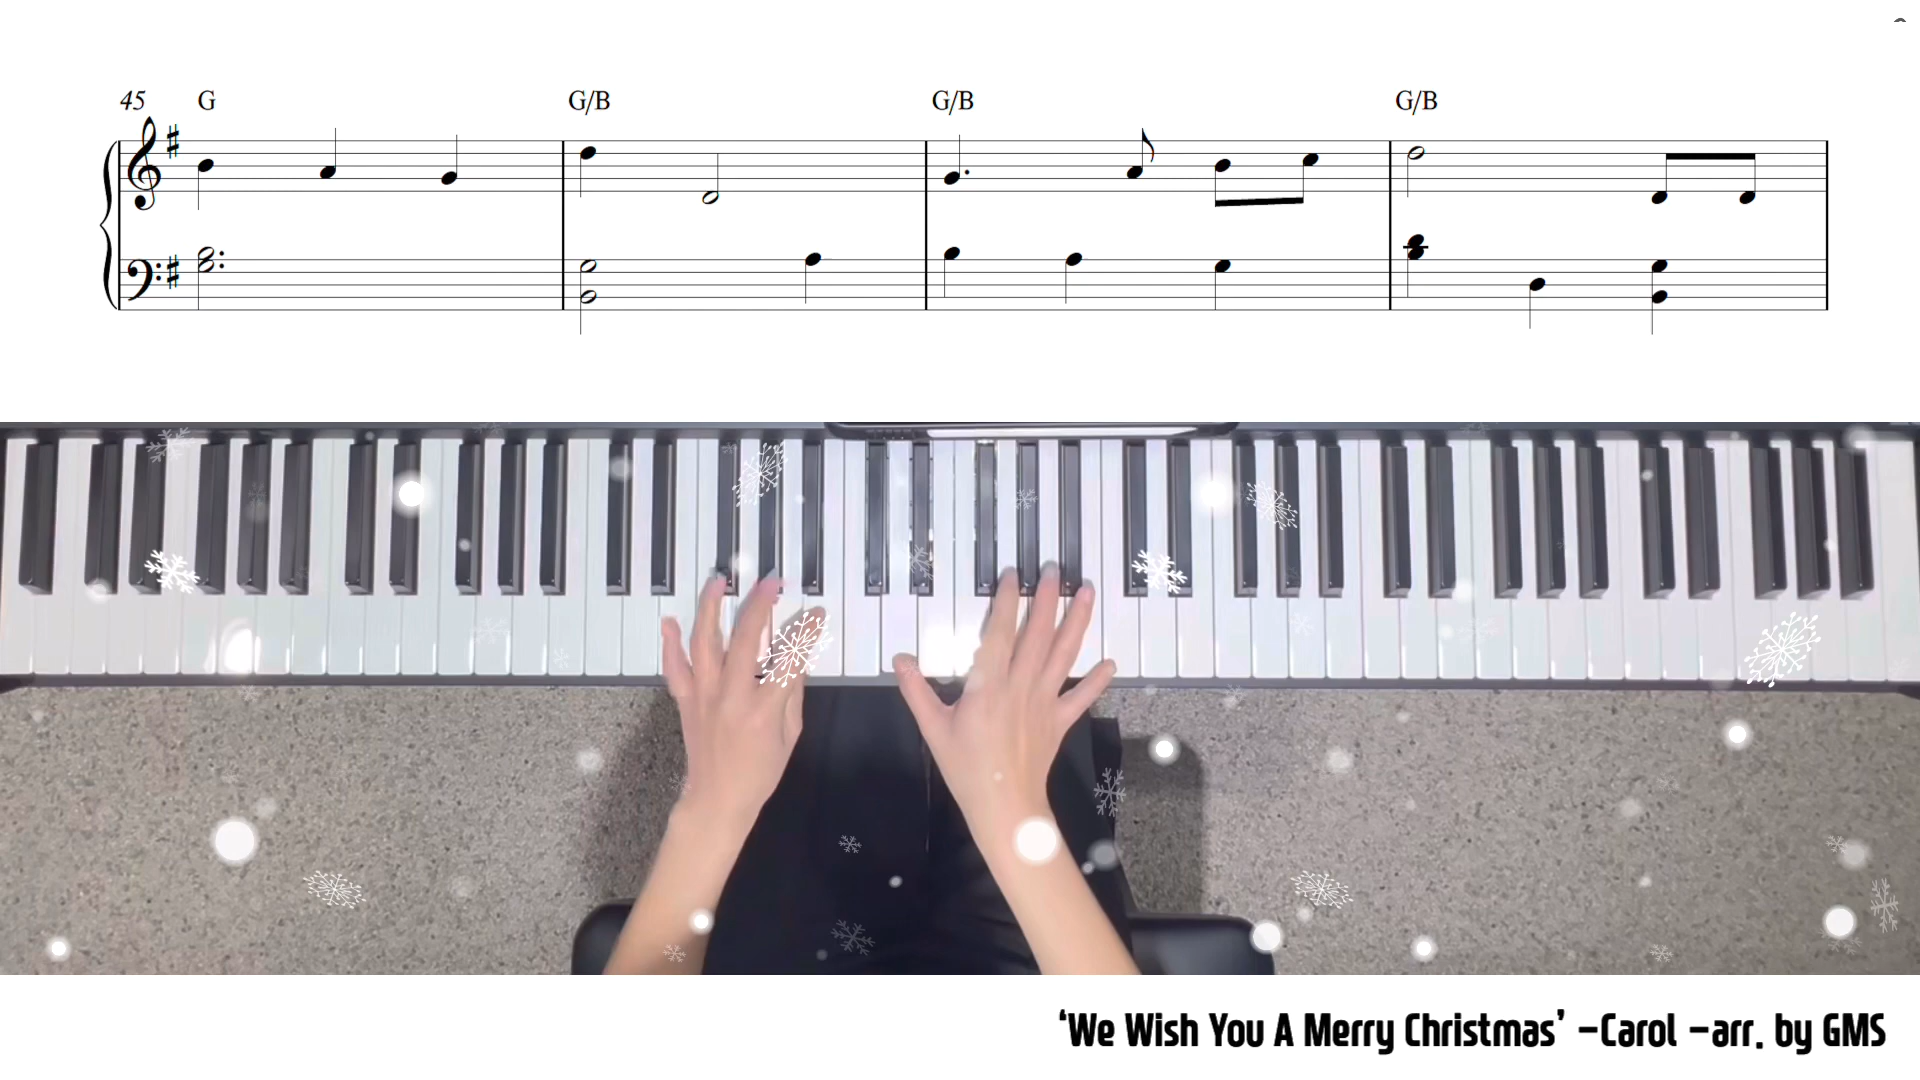 45 G G/B G/B G/B
‘We Wish You A Merry Christmas’ –Carol –arr. by GMS